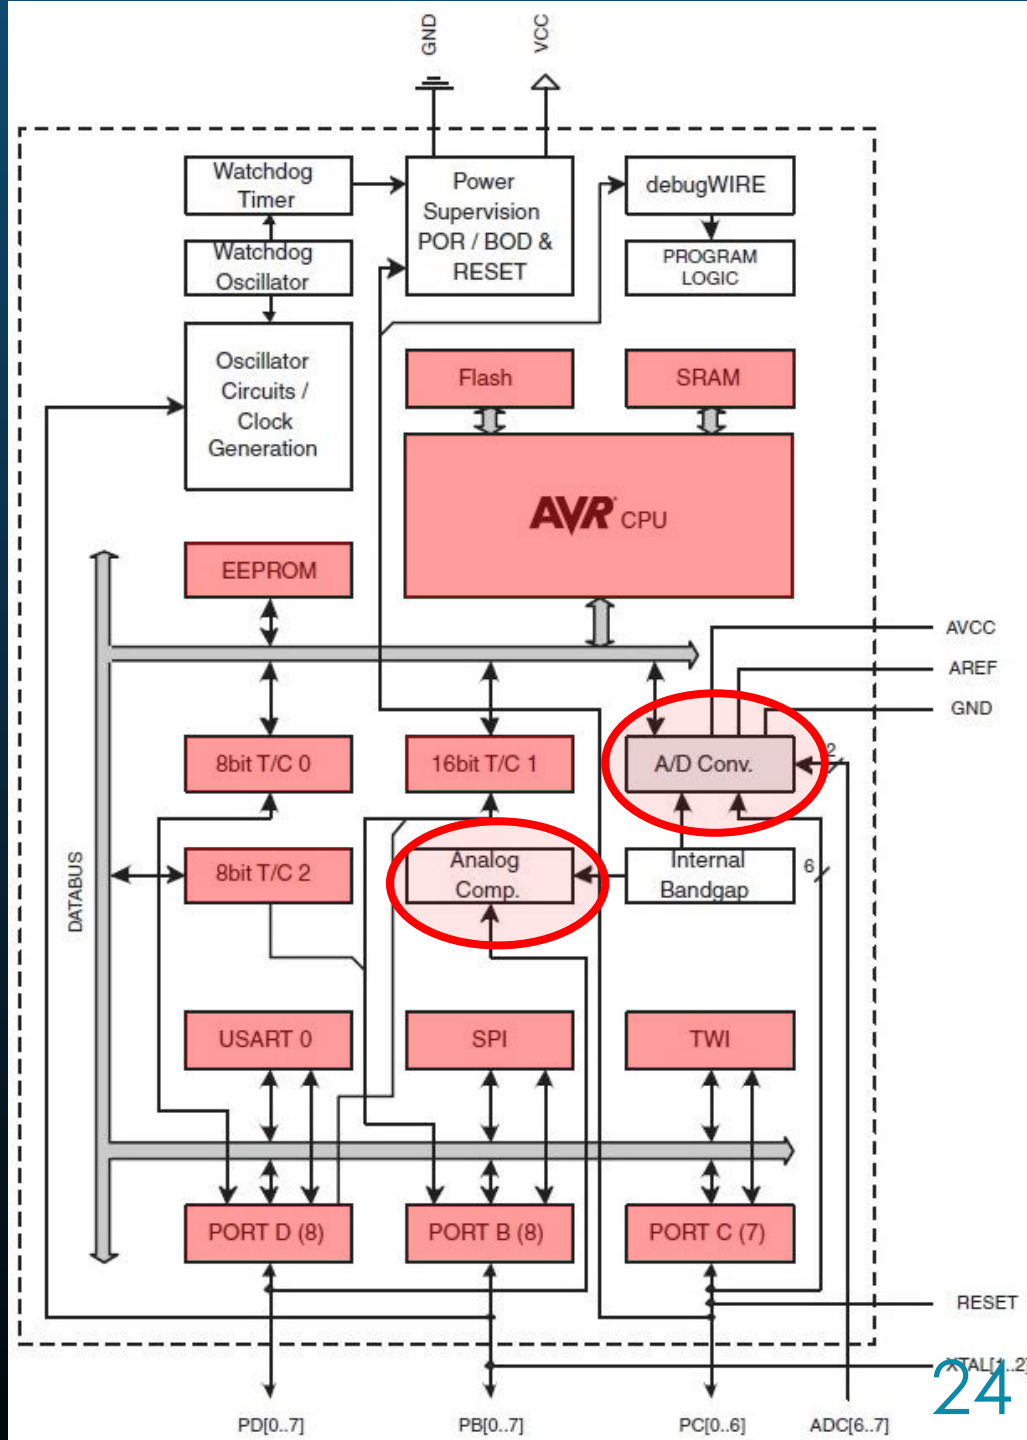 GND
VCC
Watchdog
Timer
Power
Supervision
POR / BOD &
RESET
debugWIRE
Watchdog
Oscillator
PROGRAM
LOGIC
Oscillator
Circuits /
Clock
Generation
Flash
SRAM
AVR CPU
EEPROM
AVCC
AREF
GND
8bit T/C 0
16bit T/C 1
A/D Conv.
2
8bit T/C 2
Analog
Comp.
Internal
Bandgap
6
DATABUS
USART 0
SPI
TWI
PORT D (8)
PORT B (8)
PORT C (7)
RESET
XTAL[1..2]
24
PD[0..7]
PB[0..7]
PC[0..6]
ADC[6..7]